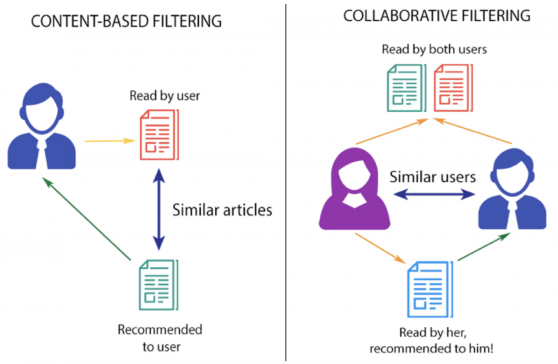 CONTENT-BASED FILTERING
Read by user
Similar articles
Recommended
to user
COLLABORATIVE FILTERING
Read by both users
Similar users
Read by her,
recommended to him!